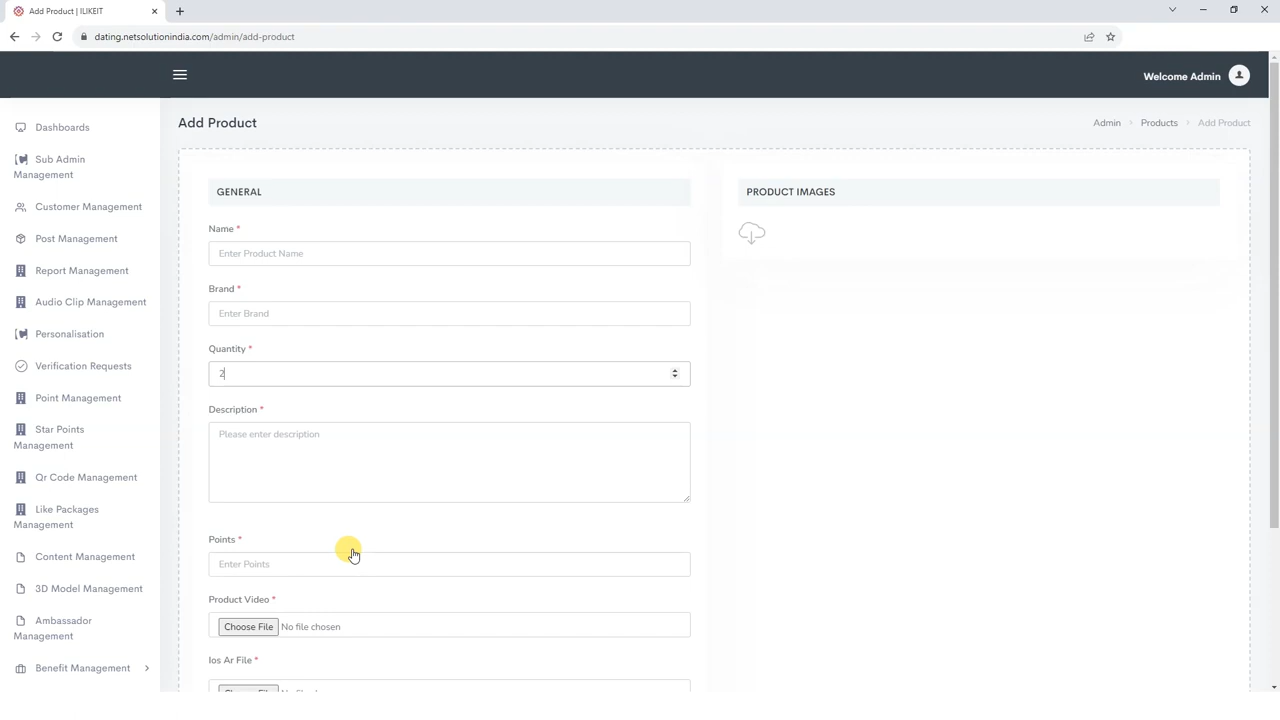 Add Product | ILIKEIT
dating.netsolutionindia.com/admin/add-product
Welcome Admin
Add Product
Admin > Products > Add Product
Dashboards
Sub Admin
Management
Customer Management
Post Management
Report Management
Audio Clip Management
Personalisation
Verification Requests
Point Management
Star Points
Management
Qr Code Management
Like Packages
Management
Content Management
3D Model Management
Ambassador
Management
Benefit Management
GENERAL
Name *
Enter Product Name
Brand *
Enter Brand
Quantity *
2
Description *
Please enter description
Points *
Enter Points
Product Video *
Choose File No file chosen
Ios Ar File *
PRODUCT IMAGES